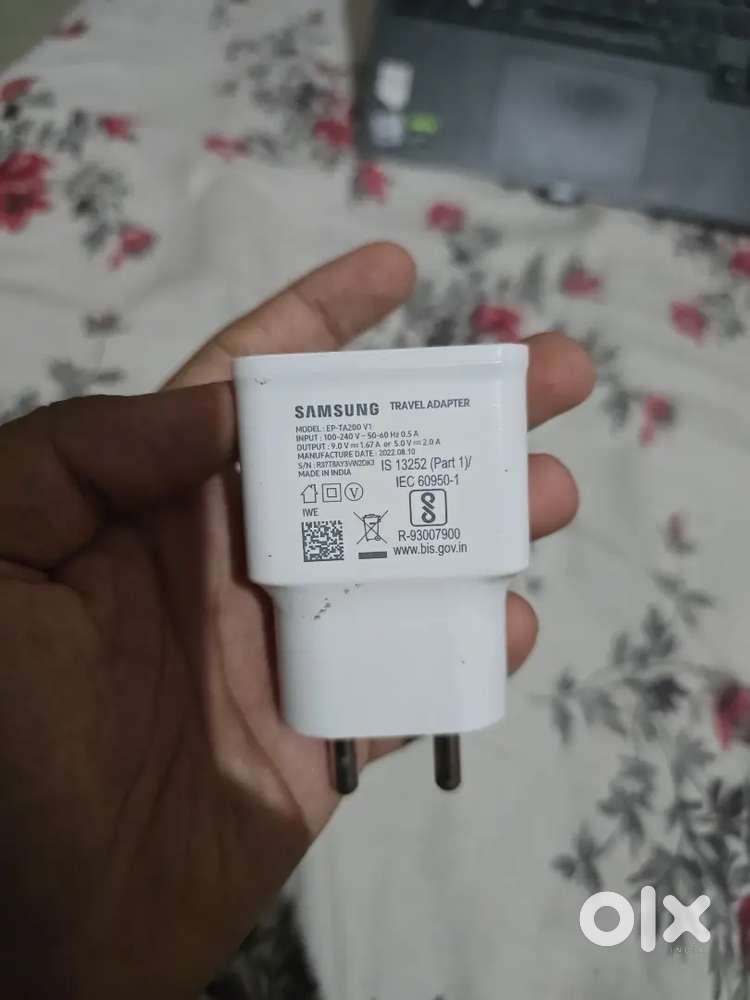 SAMSUNG TRAVEL ADAPTER
MODEL : EP-TA200 V1
INPUT : 100-240 V ~ 50-60 Hz 0.5 A
OUTPUT : 9.0 V ⎓ 1.67 A or 5.0 V ⎓ 2.0 A
MANUFACTURE DATE : 2022.08.10
S/N : R37T8AY3VW2DK3
MADE IN INDIA
IS 13252 (Part 1)/
IEC 60950-1
V
IWE
R-93007900
www.bis.gov.in
olx
INDIA